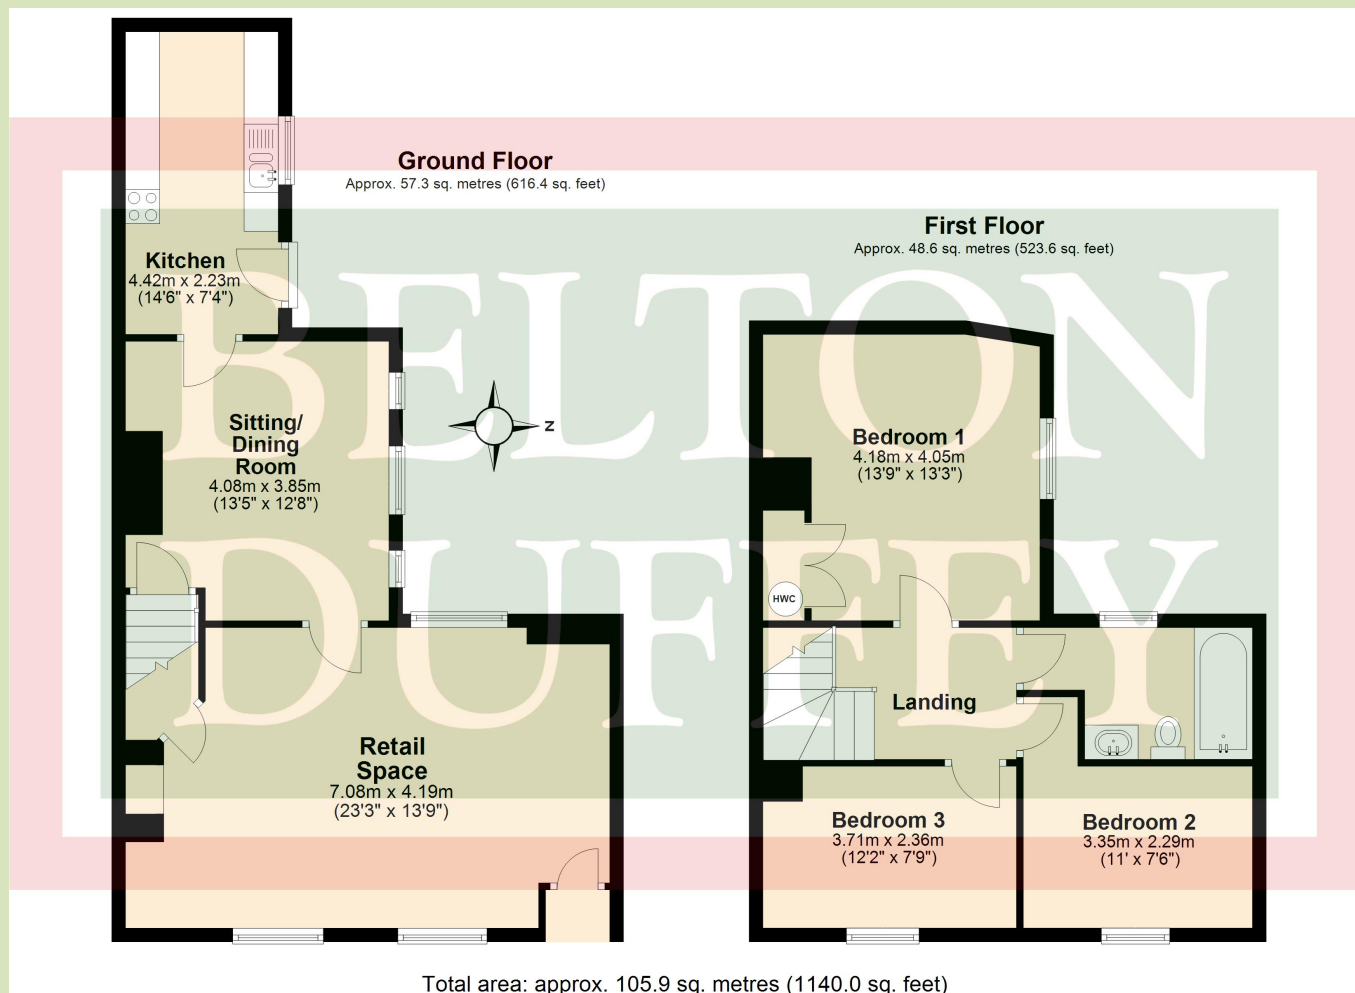 Ground Floor
Approx. 57.3 sq. metres (616.4 sq. feet)
First Floor
Approx. 48.6 sq. metres (523.6 sq. feet)
BELTON
DUFFEY
Kitchen
4.42m x 2.23m
(14'6" x 7'4")
Sitting/
Dining
Room
4.08m x 3.85m
(13'5" x 12'8")
N
Retail
Space
7.08m x 4.19m
(23'3" x 13'9")
Bedroom 1
4.18m x 4.05m
(13'9" x 13'3")
HWC
Landing
Bedroom 3
3.71m x 2.36m
(12'2" x 7'9")
Bedroom 2
3.35m x 2.29m
(11' x 7'6")
Total area: approx. 105.9 sq. metres (1140.0 sq. feet)